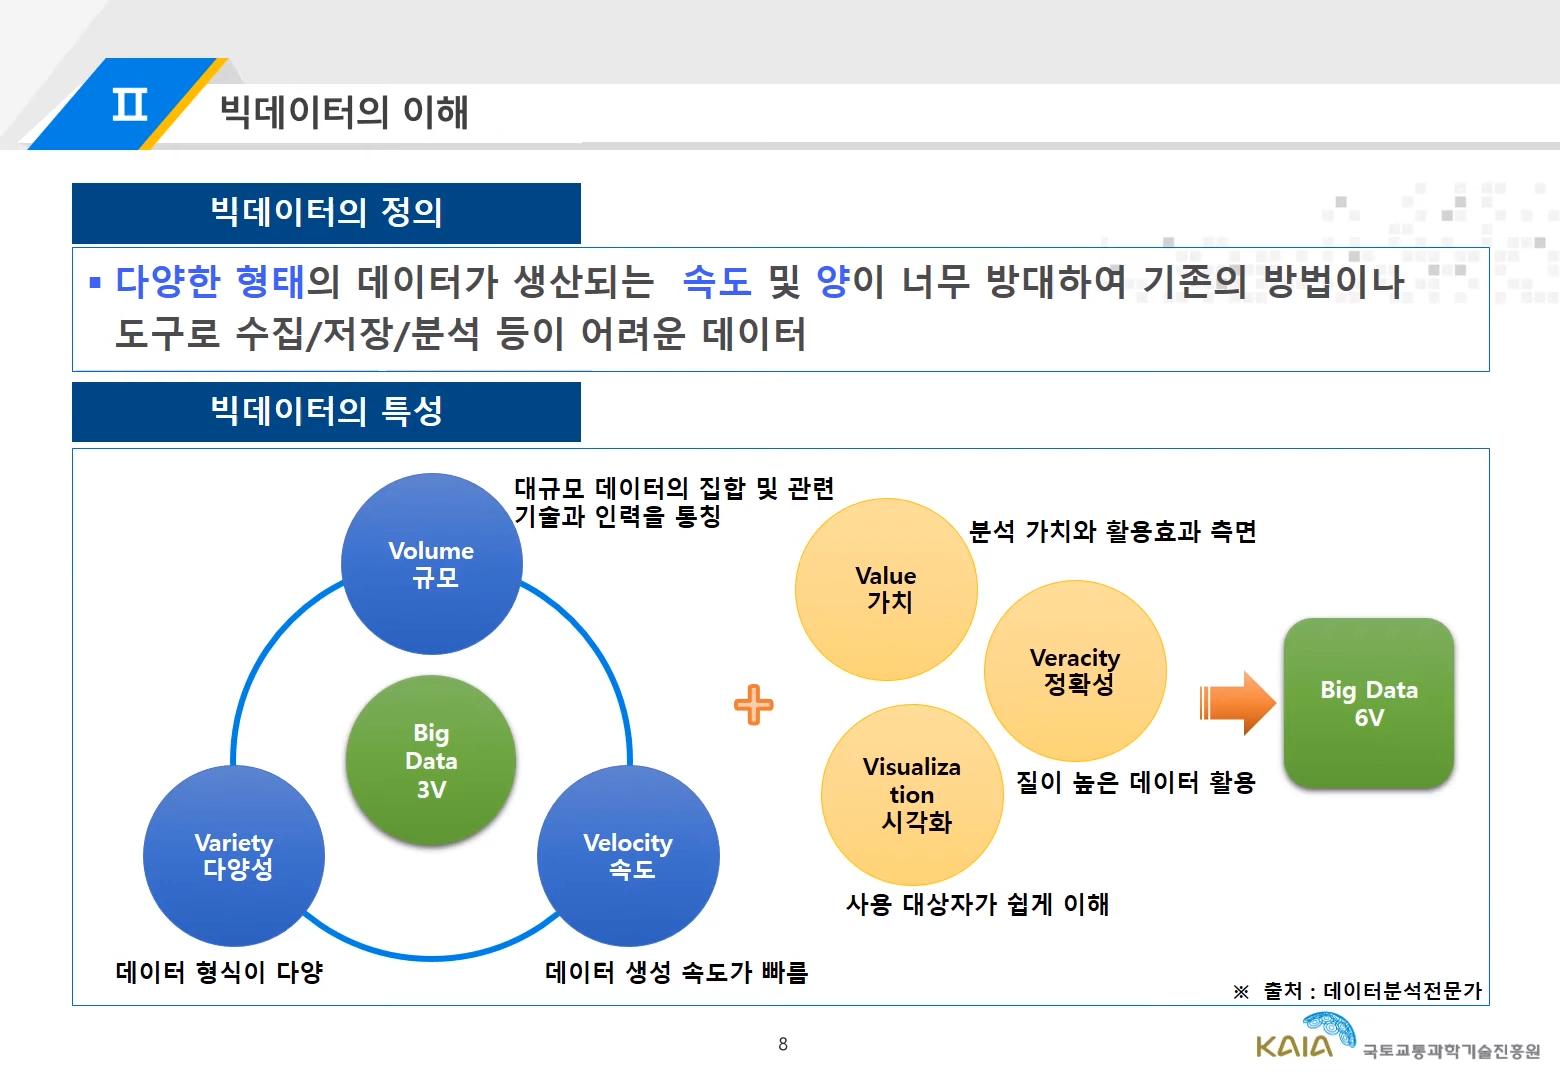 II
빅데이터의 이해
빅데이터의 정의
▪ 다양한 형태의 데이터가 생산되는 속도 및 양이 너무 방대하여 기존의 방법이나
도구로 수집/저장/분석 등이 어려운 데이터
빅데이터의 특성
Volume
규모
대규모 데이터의 집합 및 관련
기술과 인력을 통칭
Big
Data
3V
Variety
다양성
데이터 형식이 다양
Velocity
속도
데이터 생성 속도가 빠름
Value
가치
분석 가치와 활용효과 측면
Veracity
정확성
질이 높은 데이터 활용
Visualiza
tion
시각화
사용 대상자가 쉽게 이해
Big Data
6V
※ 출처 : 데이터분석전문가
8
KAIA 국토교통과학기술진흥원